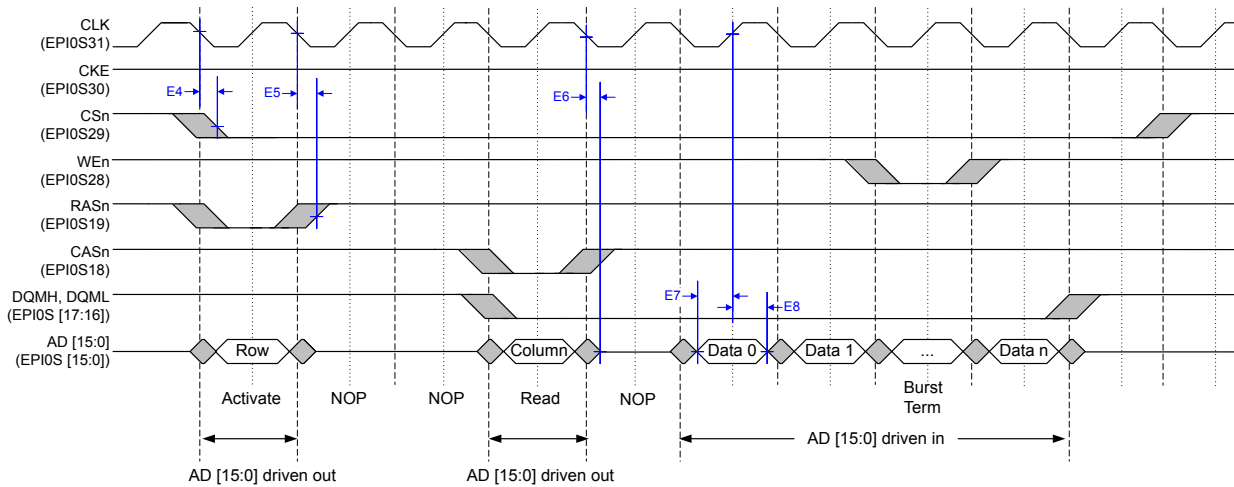 CLK
(EPI0S31)
CKE
(EPI0S30)
E4
E5
E6
CSn
(EPI0S29)
WEn
(EPI0S28)
RASn
(EPI0S19)
CASn
(EPI0S18)
DQMH, DQML
(EPI0S [17:16])
E7
E8
AD [15:0]
(EPI0S [15:0])
Row
Column
Data 0
Data 1
...
Data n
Activate
NOP
NOP
Read
NOP
Burst
Term
AD [15:0] driven in
AD [15:0] driven out
AD [15:0] driven out